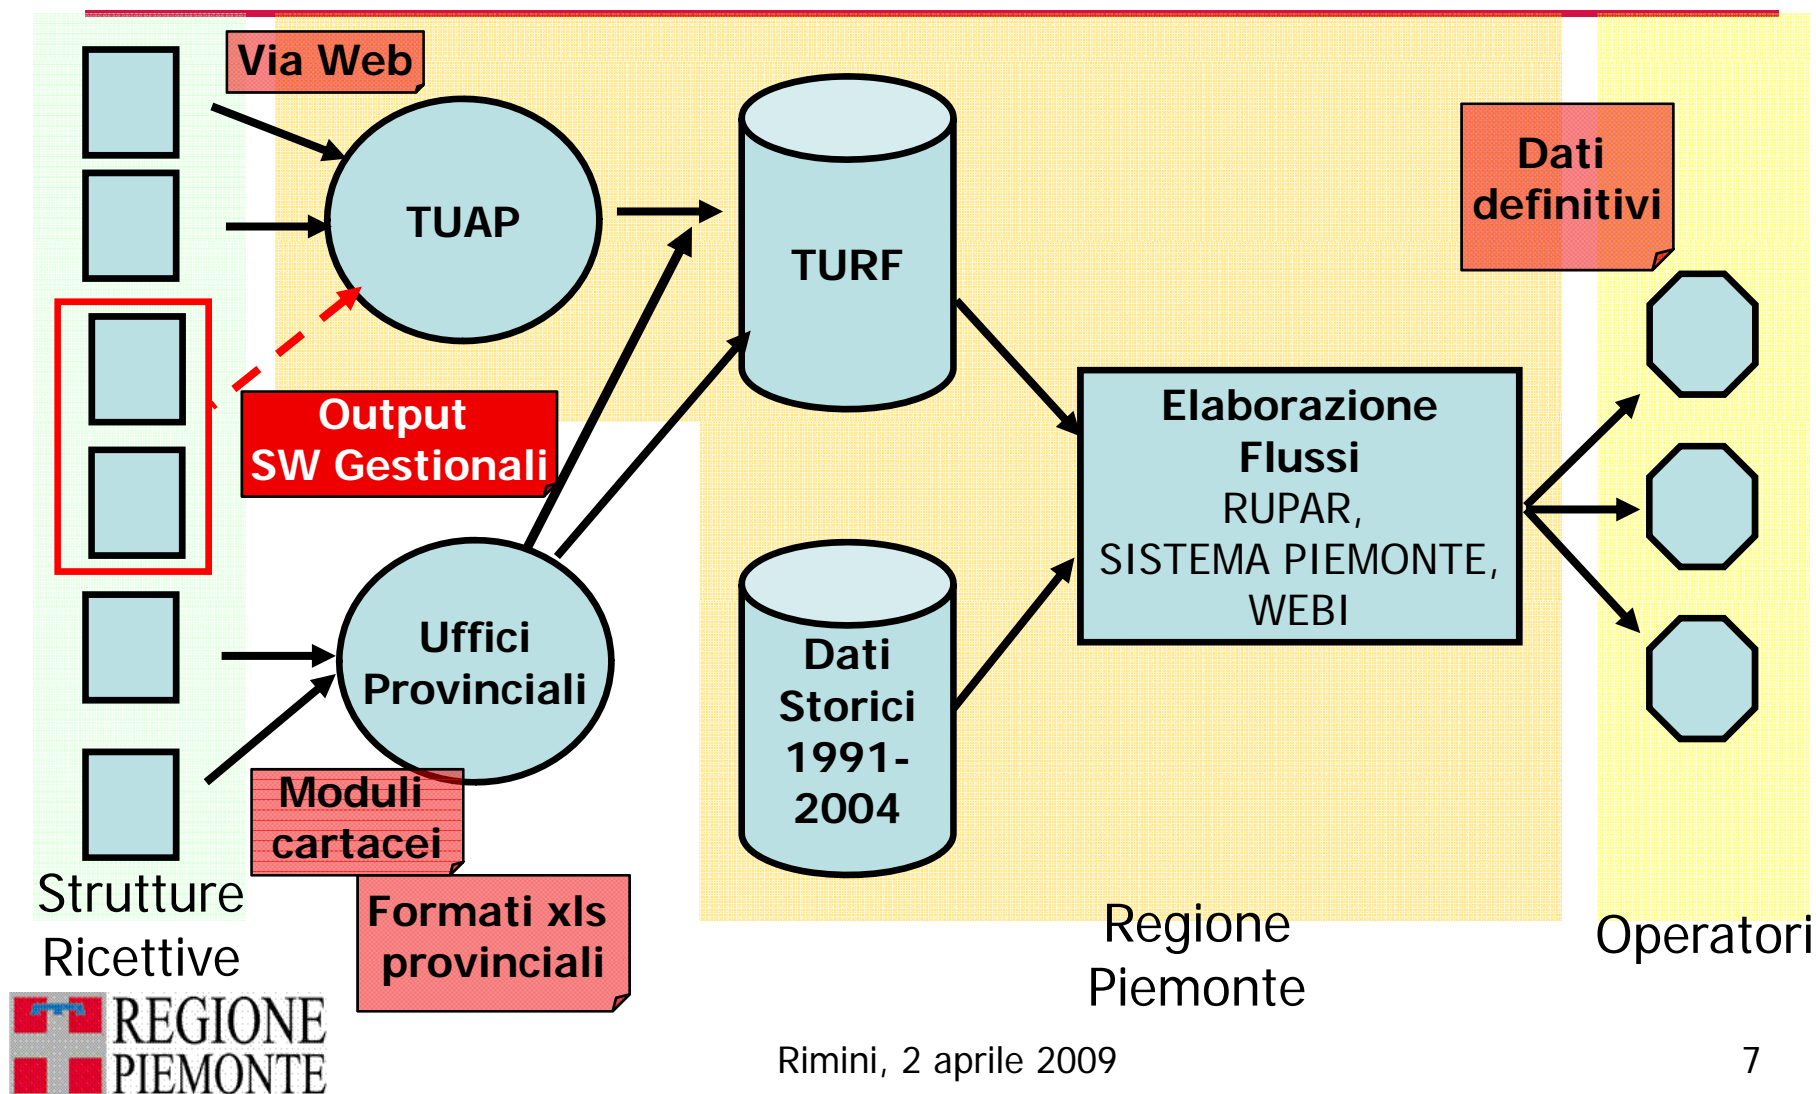 Via Web
TUAP
TURF
Dati
definitivi
Output
SW Gestionali
Elaborazione
Flussi
RUPAR,
SISTEMA PIEMONTE,
WEBI
Uffici
Provinciali
Dati
Storici
1991-
2004
Moduli
cartacei
Formati xls
provinciali
Strutture
Ricettive
Regione
Piemonte
Operatori
REGIONE
PIEMONTE
Rimini, 2 aprile 2009
7